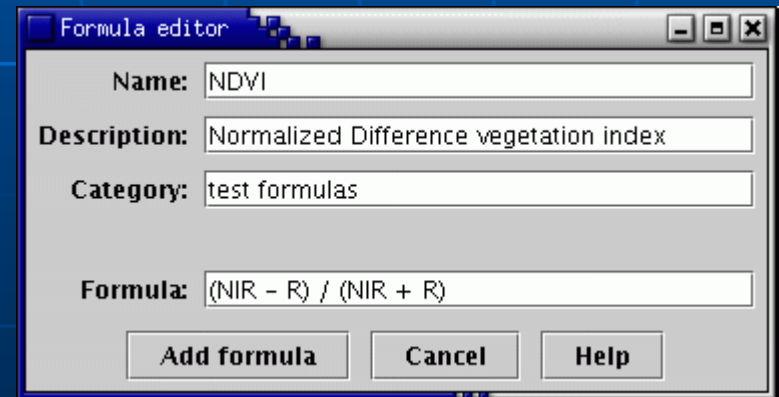 Formula editor
Name: NDVI
Description: Normalized Difference vegetation index
Category: test formulas
Formula: (NIR – R) / (NIR + R)
Add formula Cancel Help